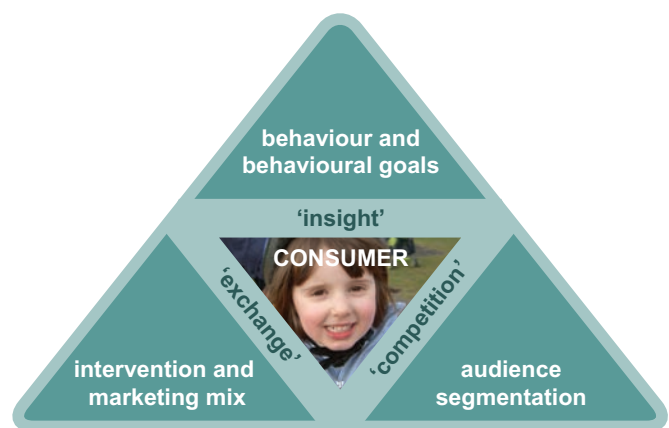 behaviour and
behavioural goals
‘insight’
CONSUMER
‘exchange’
‘competition’
intervention and
marketing mix
audience
segmentation